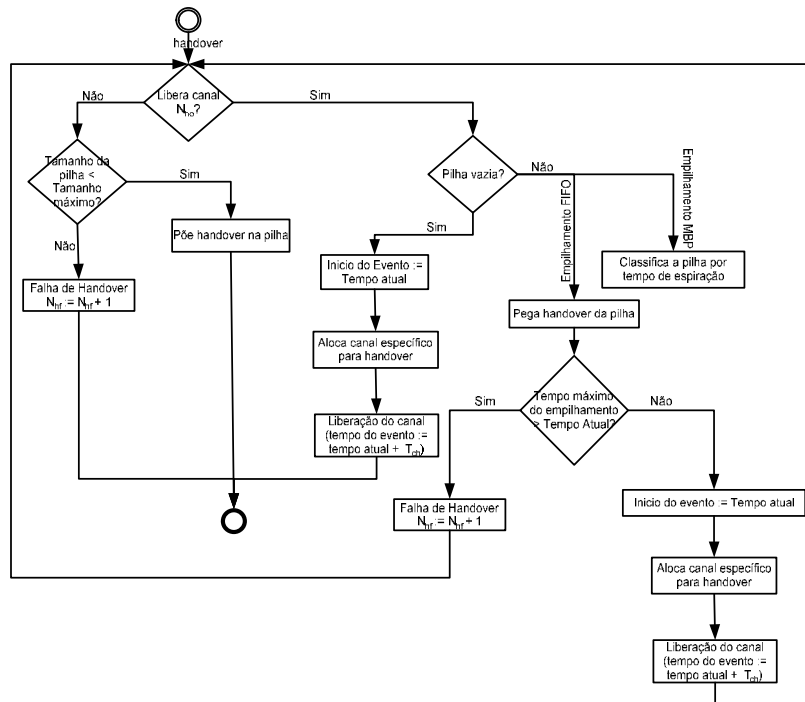 handover
Libera canal
N_ho?
Não
Sim
Tamanho da
pilha <
Tamanho
máximo?
Sim
Não
Põe handover na pilha
Falha de Handover
N_hf := N_hf + 1
Pilha vazia?
Não
Sim
Empilhamento FIFO
Empilhamento MBP
Inicio do Evento :=
Tempo atual
Classifica a pilha por
tempo de espiração
Pega handover da pilha
Aloca canal específico
para handover
Tempo máximo
do empilhamento
> Tempo Atual?
Sim
Não
Liberação do canal
(tempo do evento :=
tempo atual + T_ch)
Falha de Handover
N_hf := N_hf + 1
Inicio do evento := Tempo atual
Aloca canal específico
para handover
Liberação do canal
(tempo do evento :=
tempo atual + T_ch)